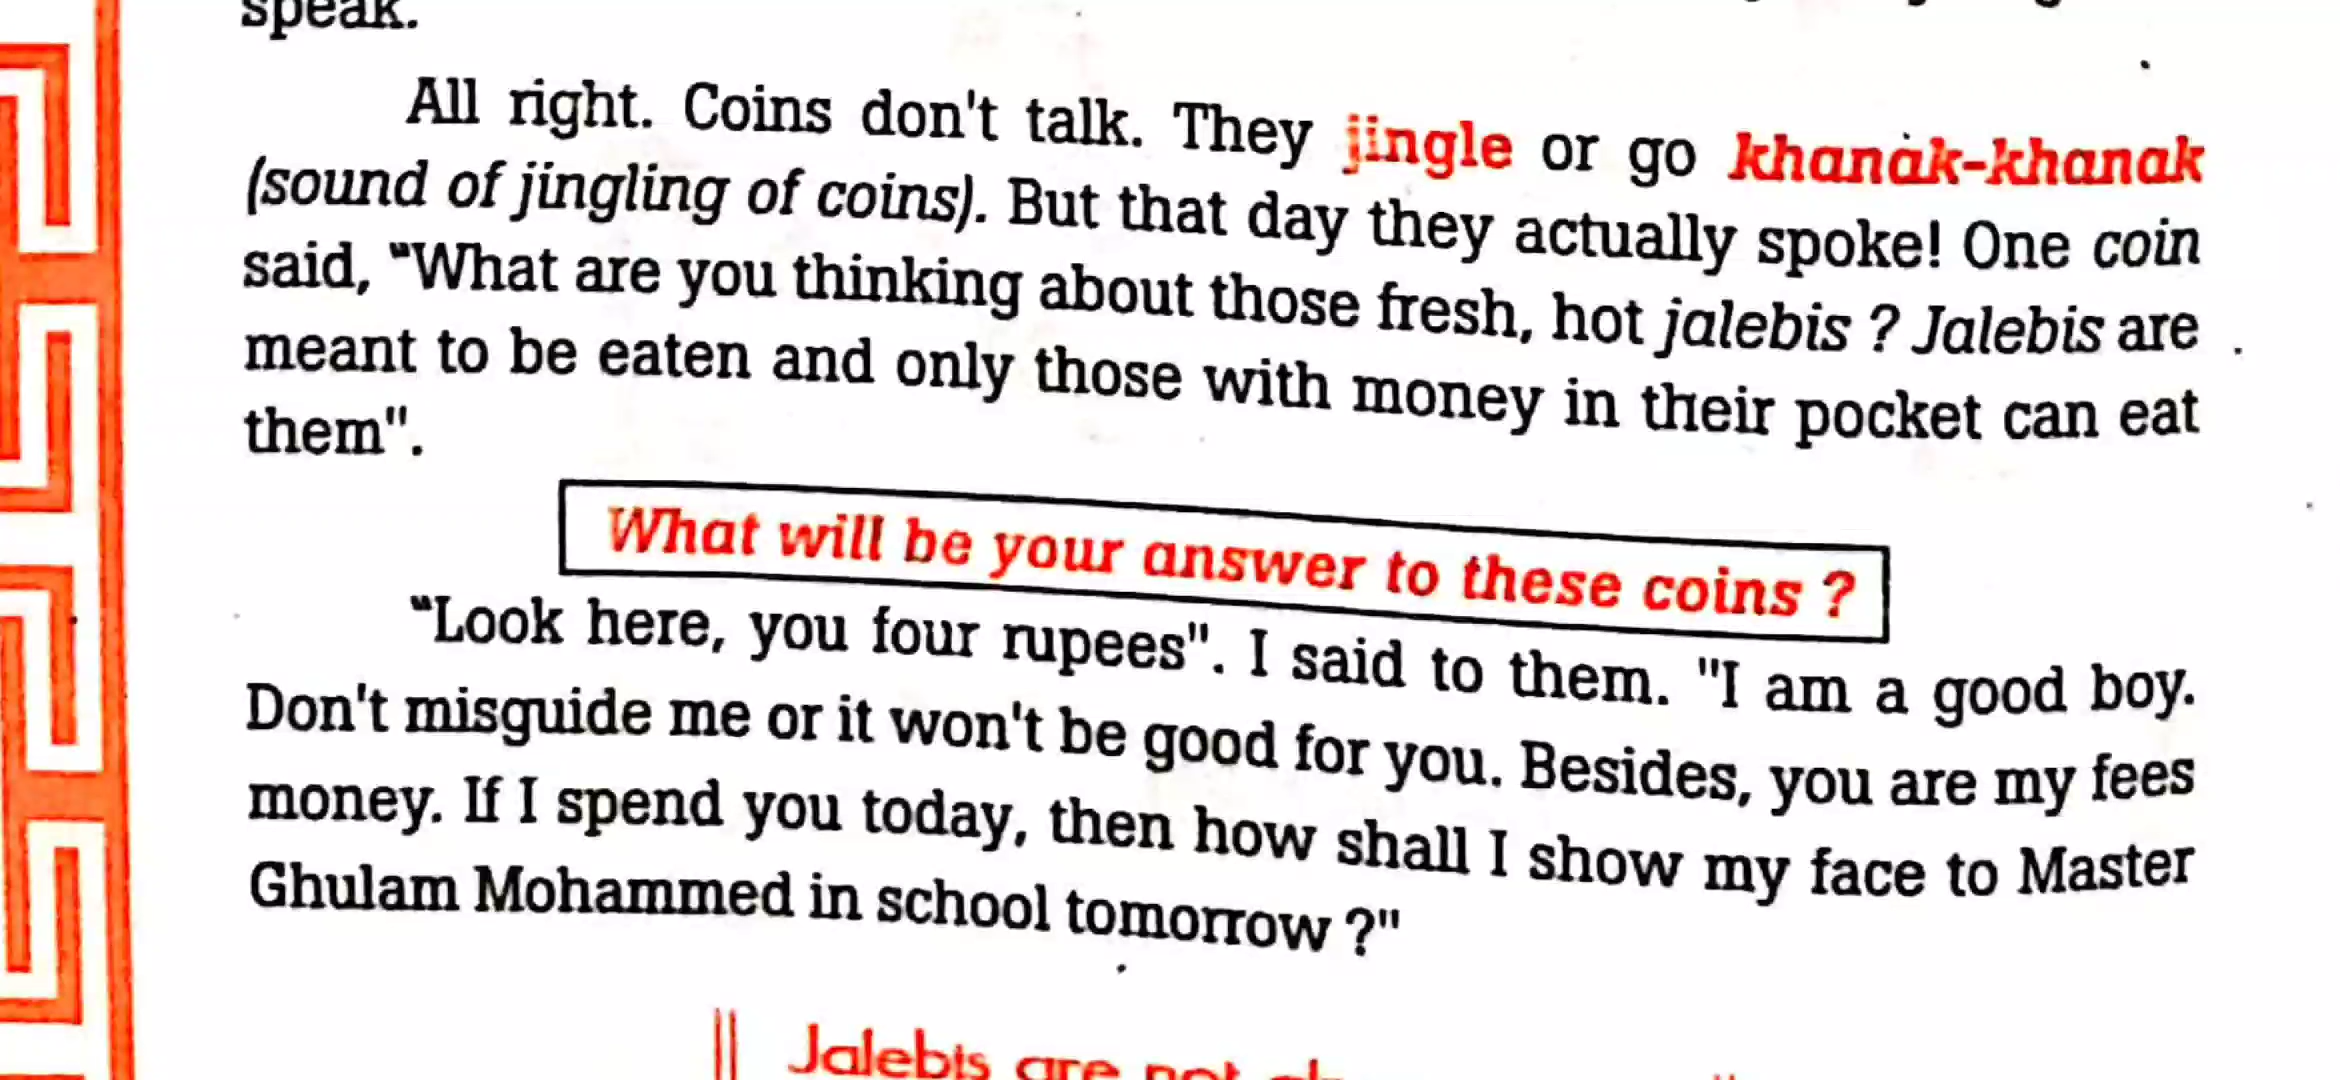 speak.
All right. Coins don't talk. They jingle or go khanak-khanak
(sound of jingling of coins). But that day they actually spoke! One coin
said, "What are you thinking about those fresh, hot jalebis ? Jalebis are
meant to be eaten and only those with money in their pocket can eat
them".
What will be your answer to these coins ?
"Look here, you four rupees". I said to them. "I am a good boy.
Don't misguide me or it won't be good for you. Besides, you are my fees
money. If I spend you today, then how shall I show my face to Master
Ghulam Mohammed in school tomorrow ?"
Jalebis are not